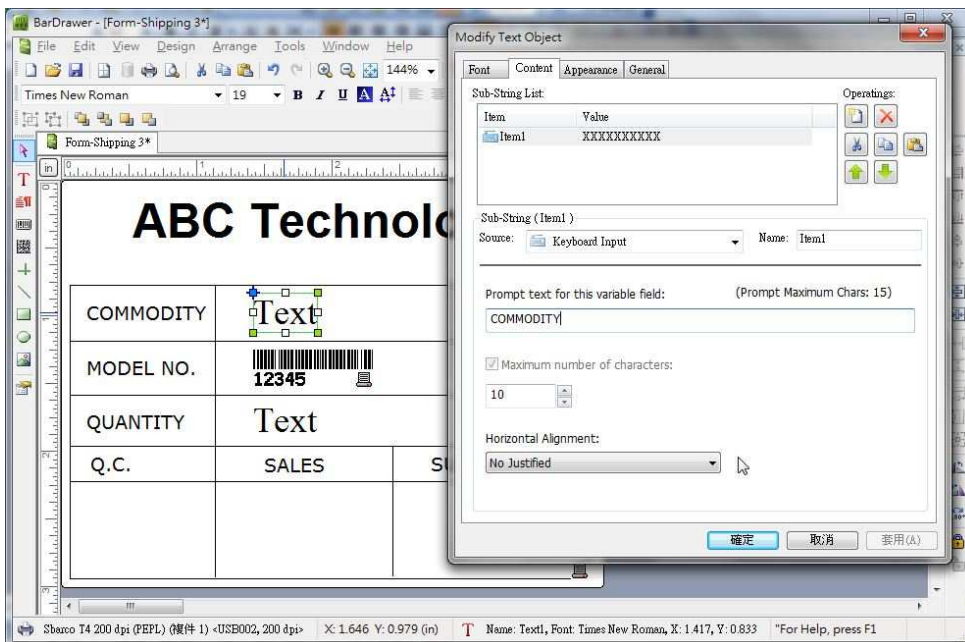 BarDrawer - [Form-Shipping 3*]
File Edit View Design Arrange Tools Window Help
144%
Times New Roman 19 B I U A A
Form-Shipping 3*
in 0 1 2
ABC Technolo
COMMODITY Text
MODEL NO.
12345
QUANTITY Text
Q.C. SALES
Sbarco T4 200 dpi (PEPL) (複件 1) <USB002, 200 dpi> X: 1.646 Y: 0.979 (in) T Name: Text1, Font: Times New Roman, X: 1.417, Y: 0.833 "For Help, press F1
Modify Text Object
Font Content Appearance General
Sub-String List: Operatings:
Item Value
Item1 XXXXXXXXXX
Sub-String ( Item1 )
Source: Keyboard Input Name: Item1
Prompt text for this variable field: (Prompt Maximum Chars: 15)
COMMODITY
Maximum number of characters:
10
Horizontal Alignment:
No Justified
確定 取消 套用(A)